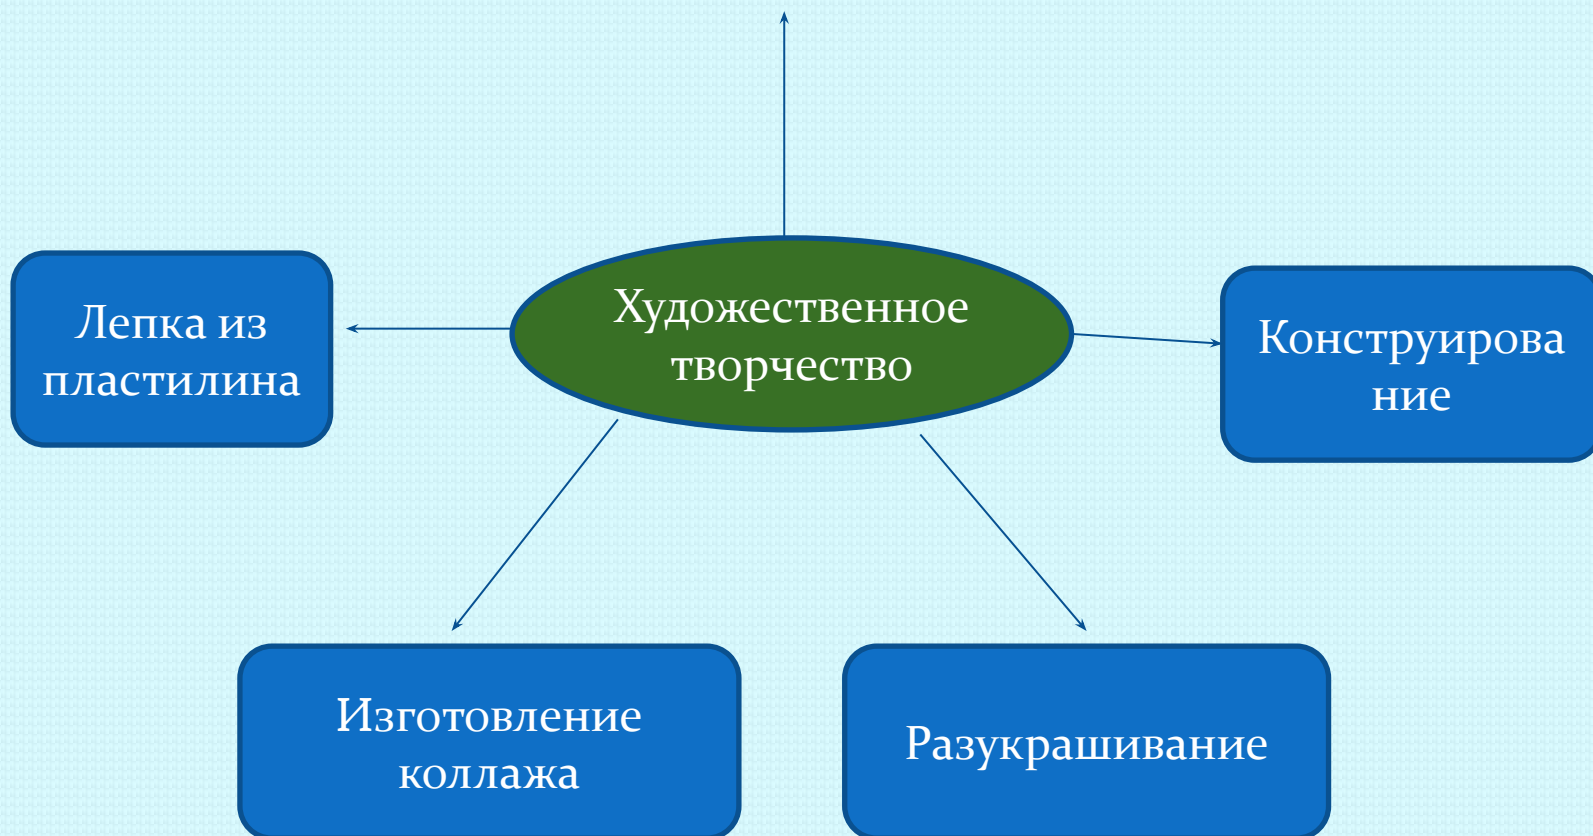 Художественное
творчество
Лепка из
пластилина
Конструирова
ние
Изготовление
коллажа
Разукрашивание